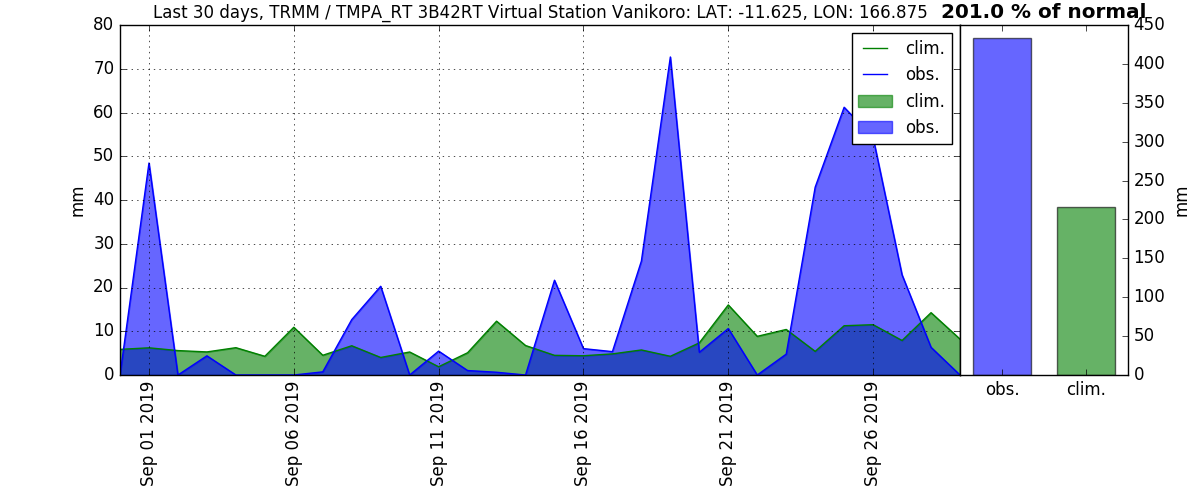 Last 30 days, TRMM / TMPA_RT 3B42RT Virtual Station Vanikoro: LAT: -11.625, LON: 166.875 201.0 % of normal
80
70
60
50
40
30
20
10
0
mm
clim.
obs.
clim.
obs.
Sep 01 2019
Sep 06 2019
Sep 11 2019
Sep 16 2019
Sep 21 2019
Sep 26 2019
450
400
350
300
250
200
150
100
50
0
mm
obs.
clim.